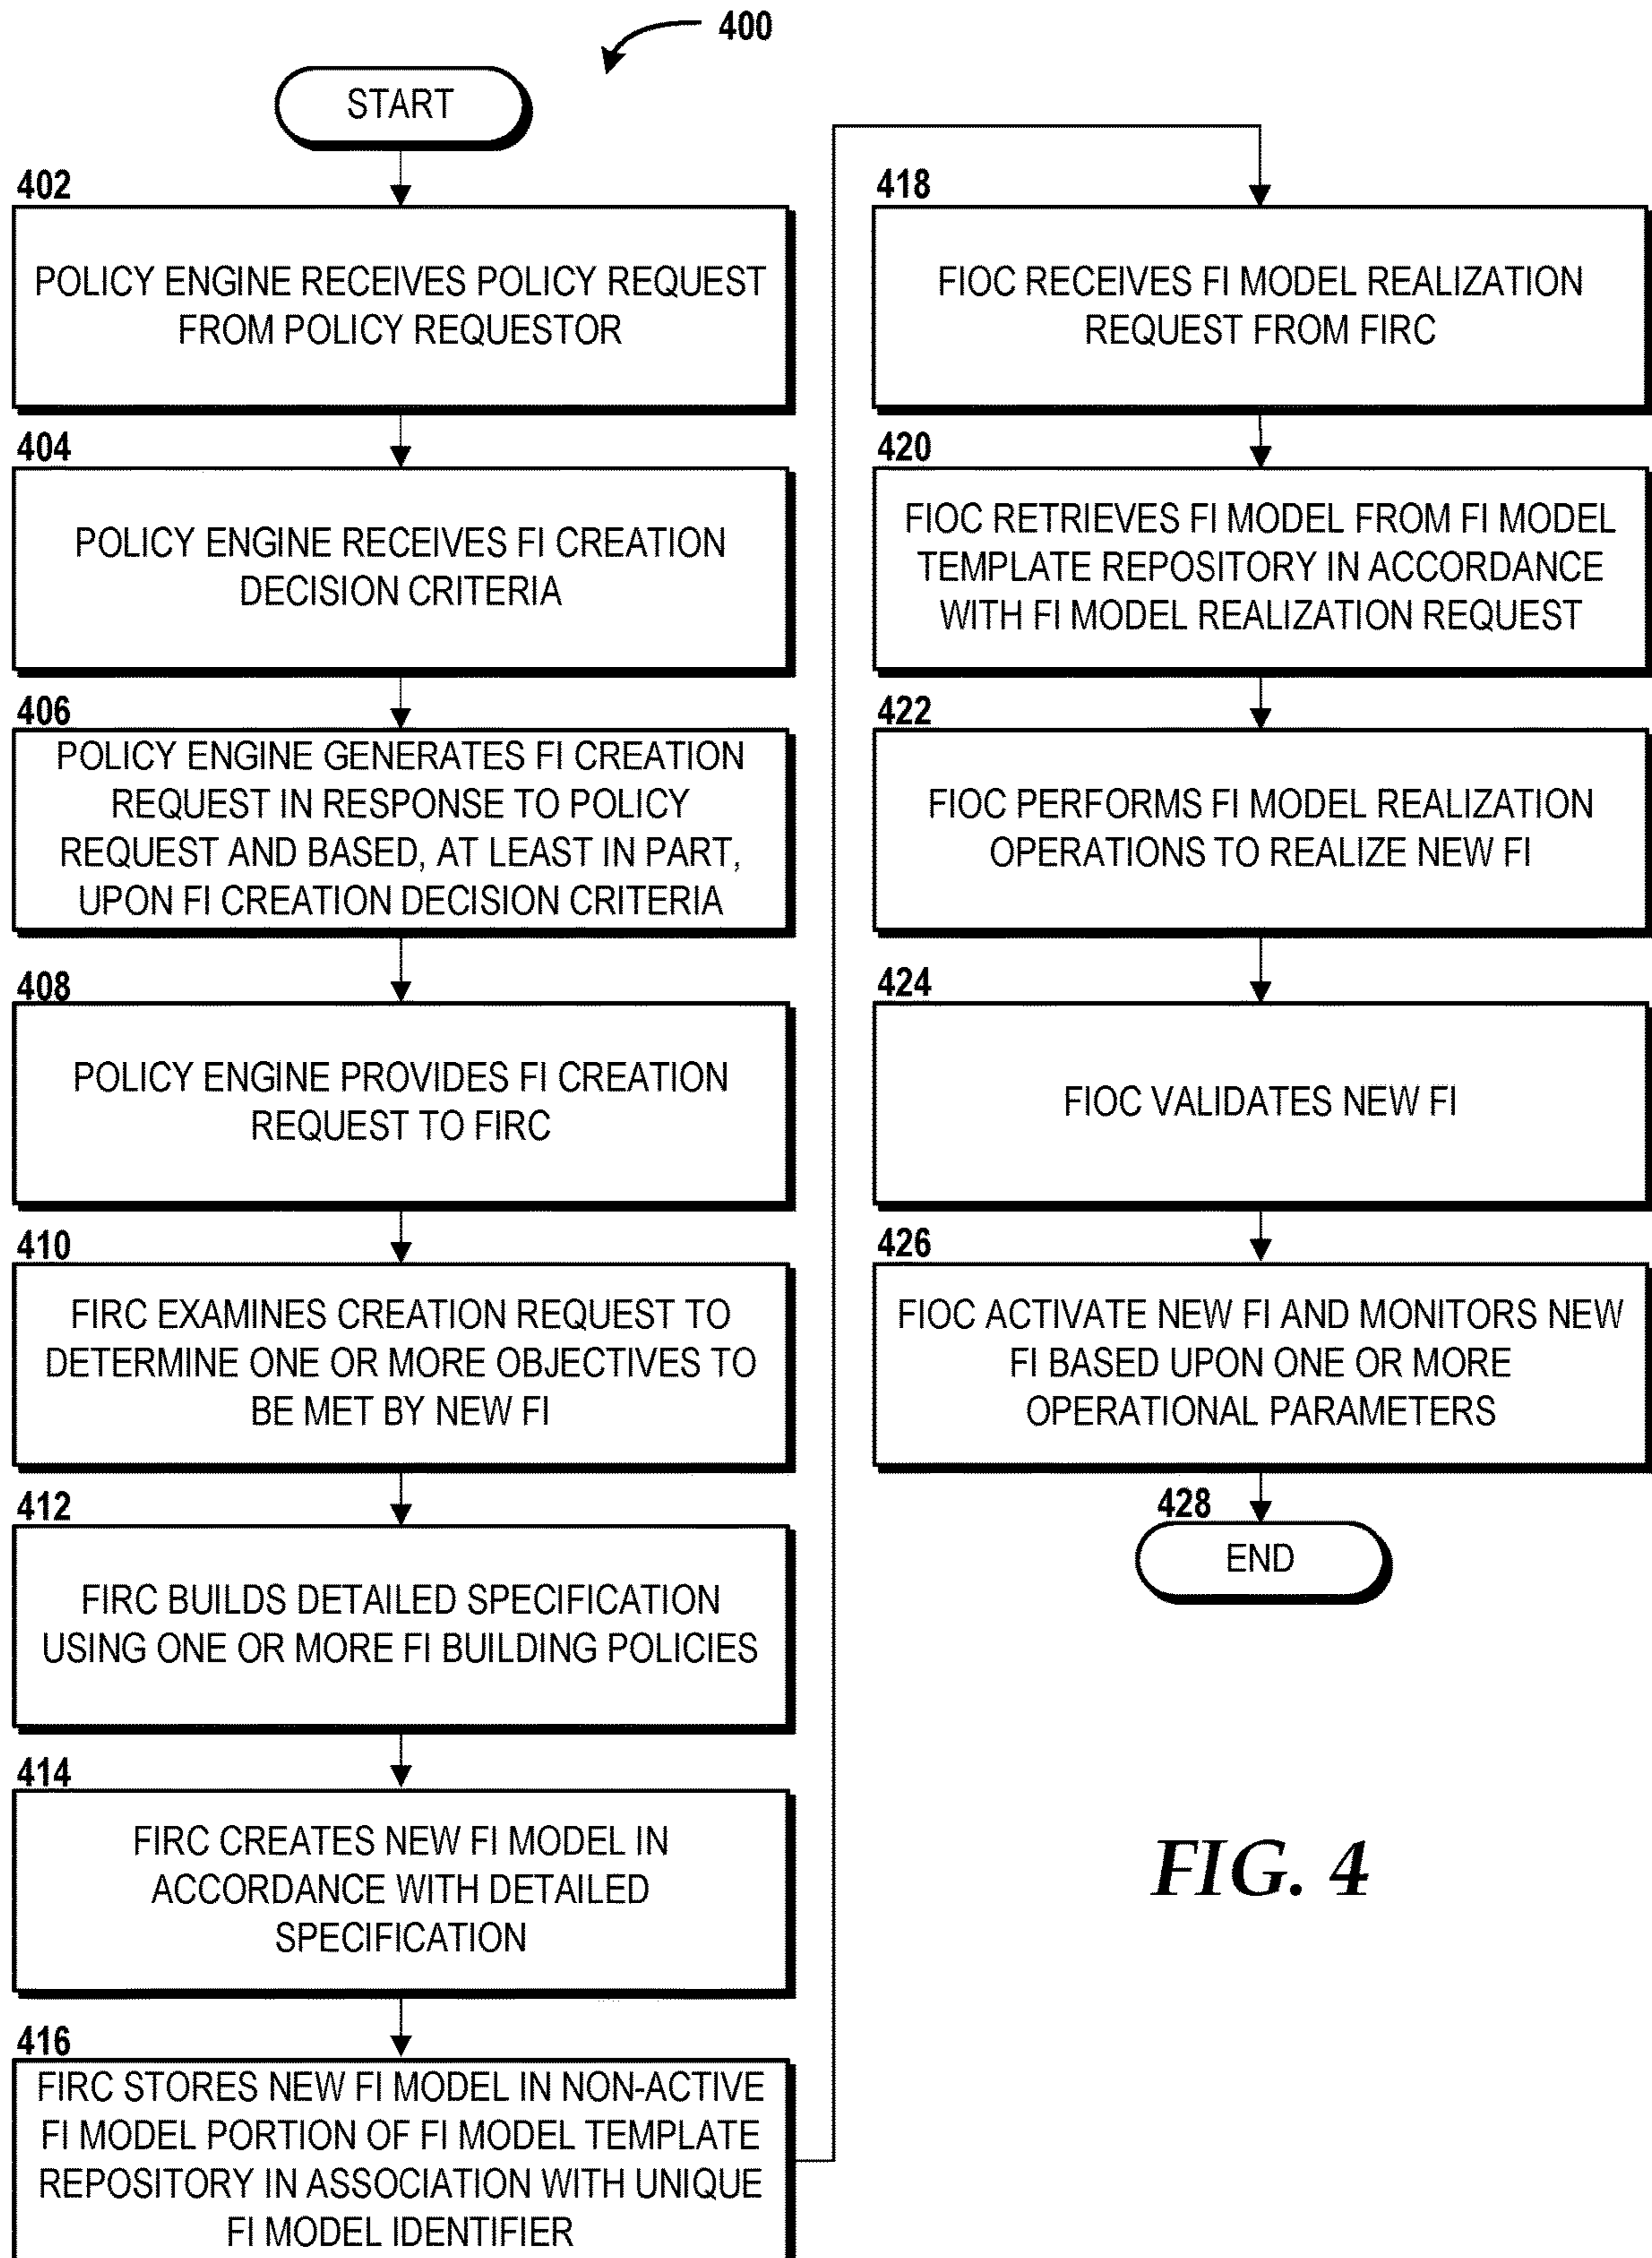 400
START
402
POLICY ENGINE RECEIVES POLICY REQUEST
FROM POLICY REQUESTOR
404
POLICY ENGINE RECEIVES FI CREATION
DECISION CRITERIA
406
POLICY ENGINE GENERATES FI CREATION
REQUEST IN RESPONSE TO POLICY
REQUEST AND BASED, AT LEAST IN PART,
UPON FI CREATION DECISION CRITERIA
408
POLICY ENGINE PROVIDES FI CREATION
REQUEST TO FIRC
410
FIRC EXAMINES CREATION REQUEST TO
DETERMINE ONE OR MORE OBJECTIVES TO
BE MET BY NEW FI
412
FIRC BUILDS DETAILED SPECIFICATION
USING ONE OR MORE FI BUILDING POLICIES
414
FIRC CREATES NEW FI MODEL IN
ACCORDANCE WITH DETAILED
SPECIFICATION
416
FIRC STORES NEW FI MODEL IN NON-ACTIVE
FI MODEL PORTION OF FI MODEL TEMPLATE
REPOSITORY IN ASSOCIATION WITH UNIQUE
FI MODEL IDENTIFIER
418
FIOC RECEIVES FI MODEL REALIZATION
REQUEST FROM FIRC
420
FIOC RETRIEVES FI MODEL FROM FI MODEL
TEMPLATE REPOSITORY IN ACCORDANCE
WITH FI MODEL REALIZATION REQUEST
422
FIOC PERFORMS FI MODEL REALIZATION
OPERATIONS TO REALIZE NEW FI
424
FIOC VALIDATES NEW FI
426
FIOC ACTIVATE NEW FI AND MONITORS NEW
FI BASED UPON ONE OR MORE
OPERATIONAL PARAMETERS
428
END
FIG. 4